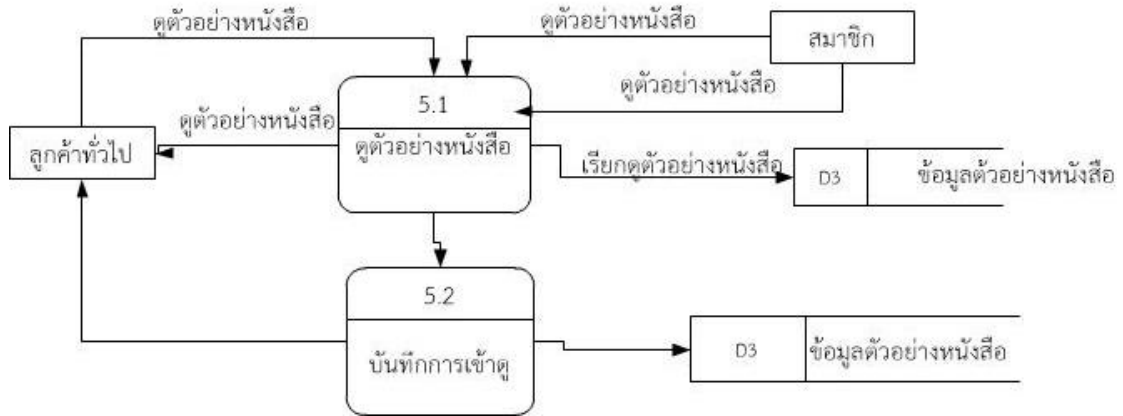 ดูตัวอย่างหนังสือ
ดูตัวอย่างหนังสือ
สมาชิก
ดูตัวอย่างหนังสือ
5.1
ดูตัวอย่างหนังสือ
ดูตัวอย่างหนังสือ
ลูกค้าทั่วไป
เรียกดูตัวอย่างหนังสือ
D3
ข้อมูลตัวอย่างหนังสือ
5.2
บันทึกการเข้าดู
D3
ข้อมูลตัวอย่างหนังสือ